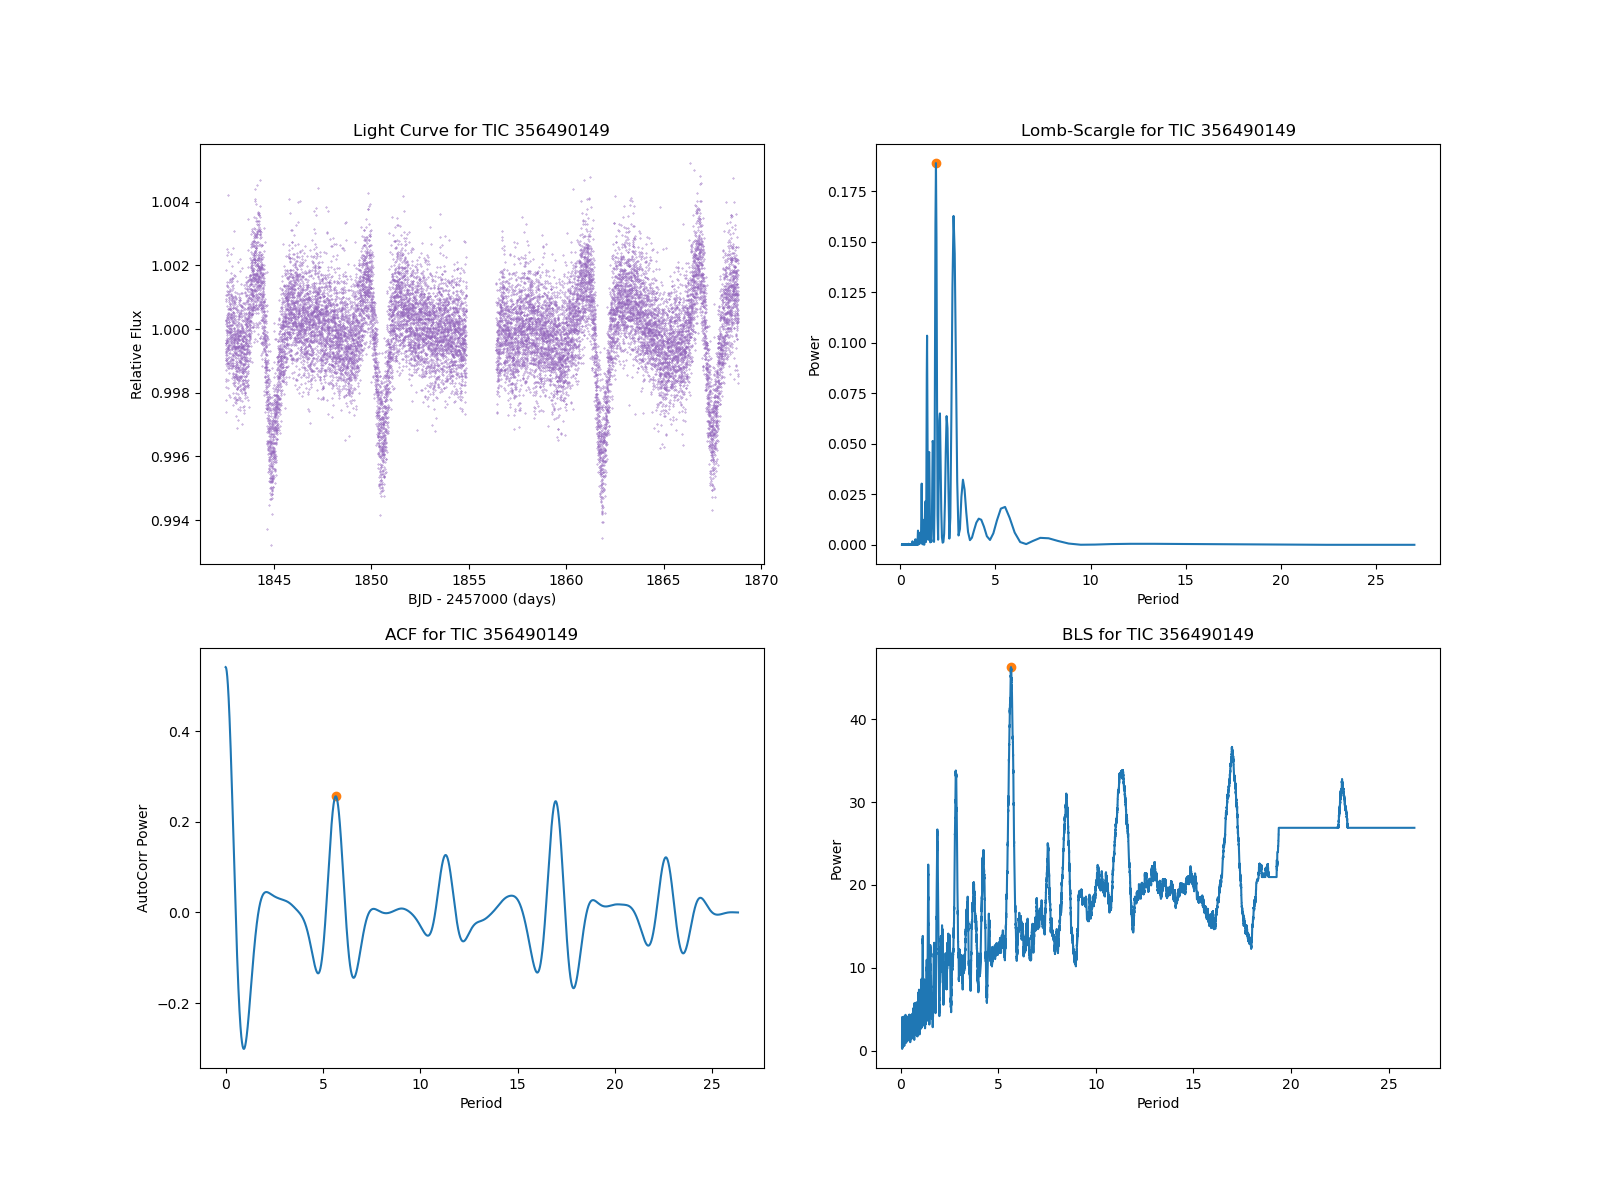 Light Curve for TIC 356490149
1.004
1.002
1.000
0.998
0.996
0.994
Relative Flux
1845 1850 1855 1860 1865 1870
BJD - 2457000 (days)
Lomb-Scargle for TIC 356490149
0.175
0.150
0.125
0.100
0.075
0.050
0.025
0.000
Power
0 5 10 15 20 25
Period
ACF for TIC 356490149
0.4
0.2
0.0
−0.2
AutoCorr Power
0 5 10 15 20 25
Period
BLS for TIC 356490149
40
30
20
10
0
Power
0 5 10 15 20 25
Period